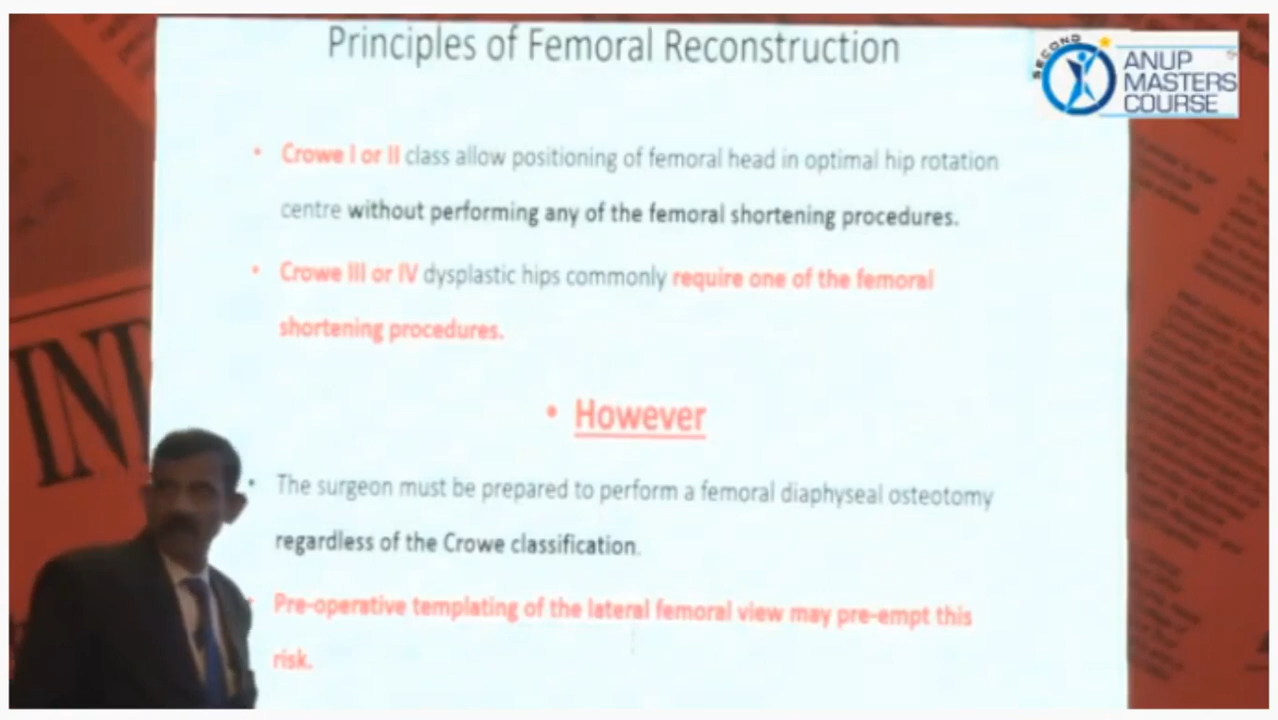 Principles of Femoral Reconstruction
SECOND
ANUP
MASTERS
COURSE
• Crowe I or II class allow positioning of femoral head in optimal hip rotation
centre without performing any of the femoral shortening procedures.
• Crowe III or IV dysplastic hips commonly require one of the femoral
shortening procedures.
• However
• The surgeon must be prepared to perform a femoral diaphyseal osteotomy
regardless of the Crowe classification.
• Pre-operative templating of the lateral femoral view may pre-empt this
risk.